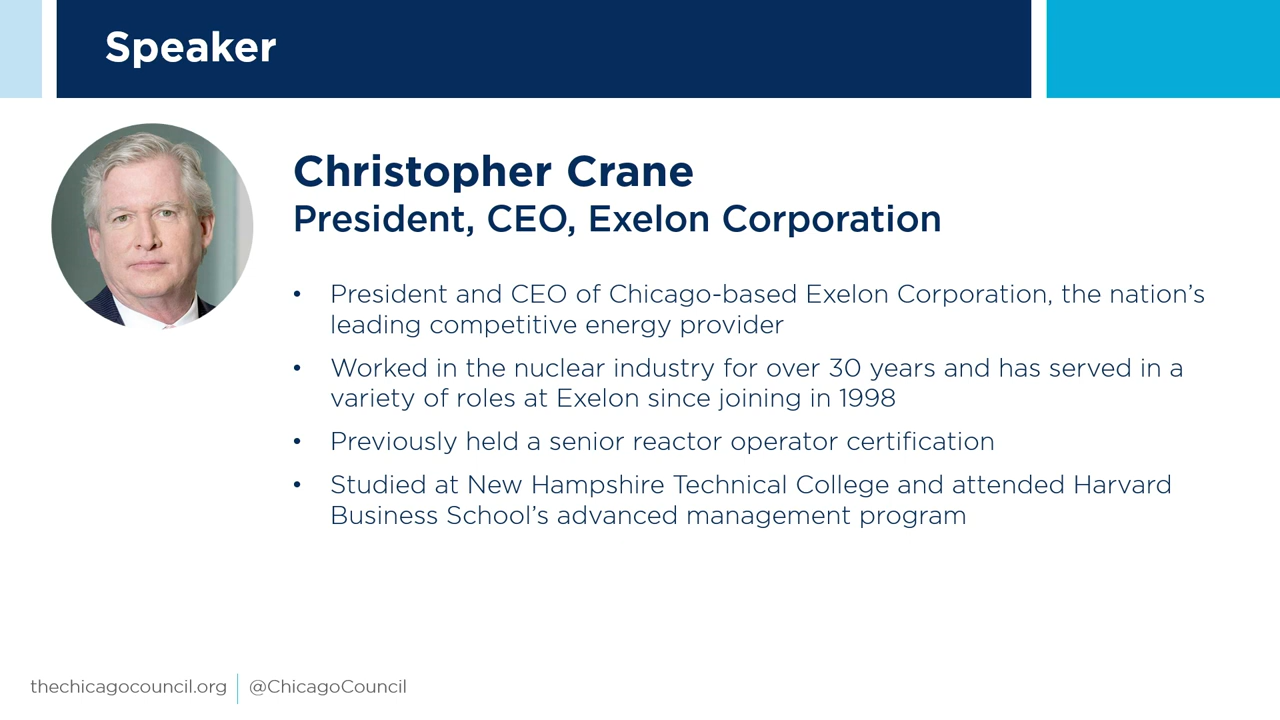 Speaker
Christopher Crane
President, CEO, Exelon Corporation
• President and CEO of Chicago-based Exelon Corporation, the nation’s
leading competitive energy provider
• Worked in the nuclear industry for over 30 years and has served in a
variety of roles at Exelon since joining in 1998
• Previously held a senior reactor operator certification
• Studied at New Hampshire Technical College and attended Harvard
Business School’s advanced management program
thechicagocouncil.org | @ChicagoCouncil